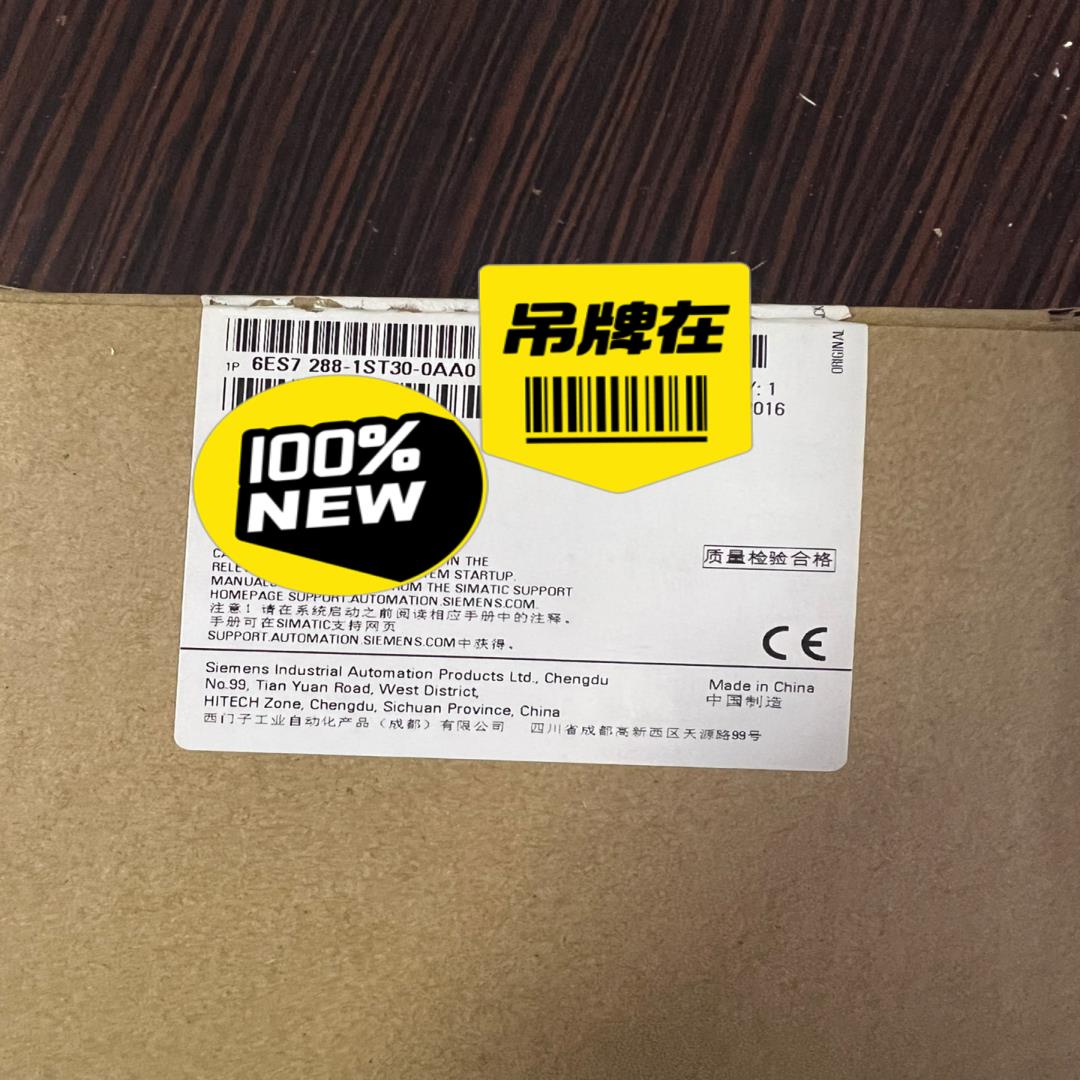 1P 6ES7 288-1ST30-0AA0
吊牌在
ORIGINAL
: 1
016
100%
NEW
IN THE
TEM STARTUP.
MANUAL
OM THE SIMATIC SUPPORT
HOMEPAGE SUPPORT.AUTOMATION.SIEMENS.COM.
注意！请在系统启动之前阅读相应手册中的注释。
手册可在SIMATIC支持网页
SUPPORT.AUTOMATION.SIEMENS.COM中获得。
质量检验合格
CE
Siemens Industrial Automation Products Ltd., Chengdu
No.99, Tian Yuan Road, West District,
HITECH Zone, Chengdu, Sichuan Province, China
西门子工业自动化产品（成都）有限公司 四川省成都高新西区天源路99号
Made in China
中国制造